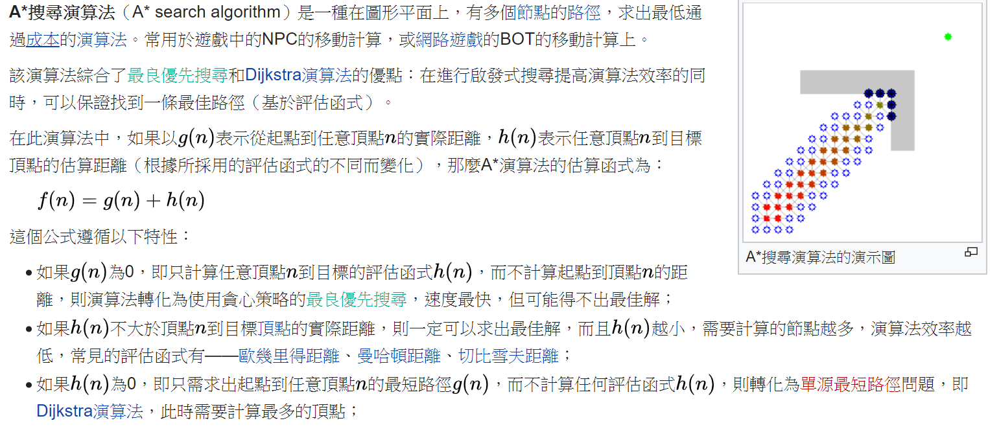 A*搜尋演算法（A* search algorithm）是一種在圖形平面上，有多個節點的路徑，求出最低通
過成本的演算法。常用於遊戲中的NPC的移動計算，或網路遊戲的BOT的移動計算上。
該演算法綜合了最良優先搜尋和Dijkstra演算法的優點：在進行啟發式搜尋提高演算法效率的同
時，可以保證找到一條最佳路徑（基於評估函式）。
在此演算法中，如果以g(n)表示從起點到任意頂點n的實際距離，h(n)表示任意頂點n到目標
頂點的估算距離（根據所採用的評估函式的不同而變化），那麼A*演算法的估算函式為：
f(n) = g(n) + h(n)
這個公式遵循以下特性：
• 如果g(n)為0，即只計算任意頂點n到目標的評估函式h(n)，而不計算起點到頂點n的距
離，則演算法轉化為使用貪心策略的最良優先搜尋，速度最快，但可能得不出最佳解；
• 如果h(n)不大於頂點n到目標頂點的實際距離，則一定可以求出最佳解，而且h(n)越小，需要計算的節點越多，演算法效率越
低，常見的評估函式有——歐幾里得距離、曼哈頓距離、切比雪夫距離；
• 如果h(n)為0，即只需求出起點到任意頂點n的最短路徑g(n)，而不計算任何評估函式h(n)，則轉化為單源最短路徑問題，即
Dijkstra演算法，此時需要計算最多的頂點；
A*搜尋演算法的演示圖